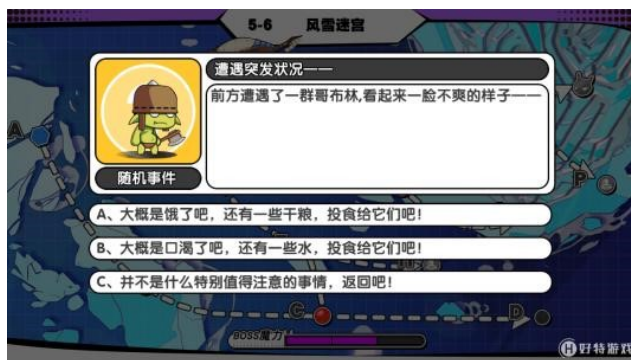 5-6 风雪迷宫
遭遇突发状况——
前方遭遇了一群哥布林,看起来一脸不爽的样子——
随机事件
A
P
A、大概是饿了吧，还有一些干粮，投食给它们吧！
B、大概是口渴了吧，还有一些水，投食给它们吧！
C、并不是什么特别值得注意的事情，返回吧！
C
D
BOSS魔力
H好特游戏